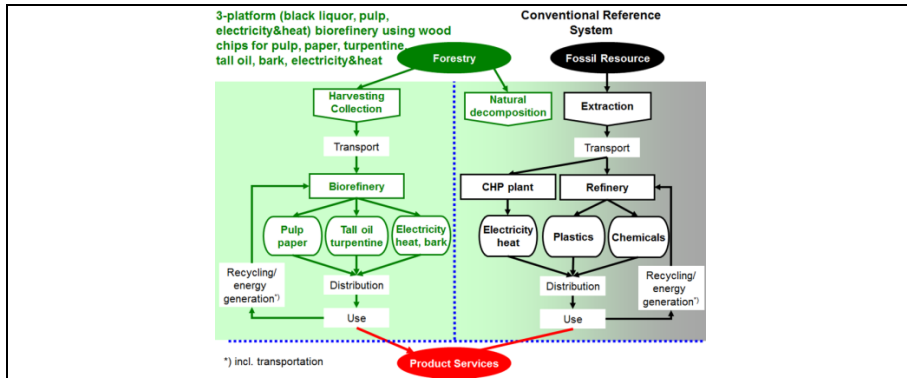 3-platform (black liquor, pulp,
electricity&heat) biorefinery using wood
chips for pulp, paper, turpentine,
tall oil, bark, electricity&heat
Conventional Reference
System
Forestry
Fossil Resource
Harvesting
Collection
Natural
decomposition
Extraction
Transport
Transport
Biorefinery
CHP plant
Refinery
Pulp
paper
Tall oil
turpentine
Electricity
heat, bark
Electricity
heat
Plastics
Chemicals
Recycling/
energy
generation*)
Distribution
Distribution
Recycling/
energy
generation*)
Use
Use
*) incl. transportation
Product Services